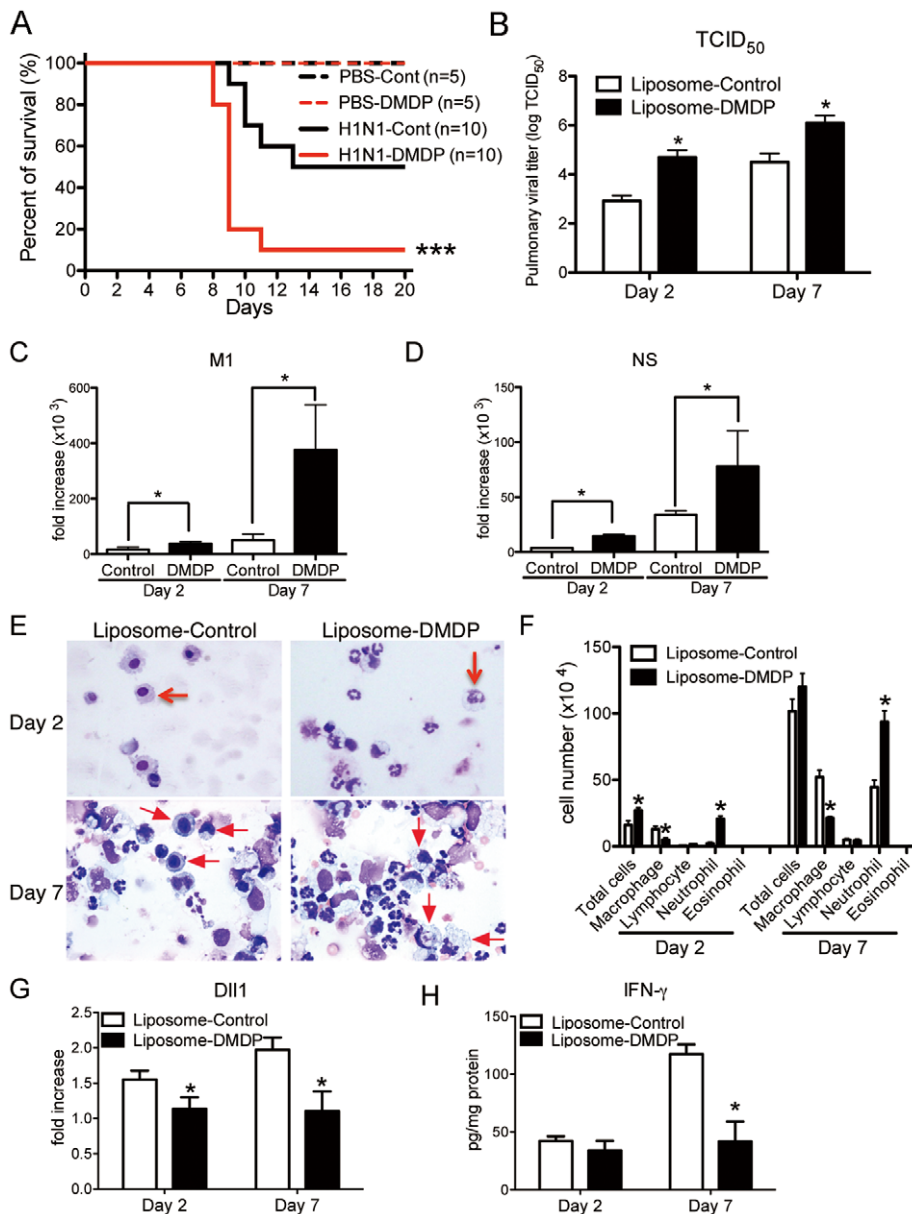 A
Percent of survival (%)
100
80
60
40
20
0
PBS-Cont (n=5)
PBS-DMDP (n=5)
H1N1-Cont (n=10)
H1N1-DMDP (n=10)
***
0 2 4 6 8 10 12 14 16 18 20
Days
B
TCID50
Pulmonary viral titer (log TCID50)
9
6
4
2
0
Liposome-Control
Liposome-DMDP
* *
Day 2 Day 7
C
M1
fold increase (x10 3)
600
400
200
0
* *
Control DMDP Control DMDP
Day 2 Day 7
D
NS
fold increase (x10 3)
150
100
50
0
* *
Control DMDP Control DMDP
Day 2 Day 7
E
Liposome-Control Liposome-DMDP
Day 2
Day 7
F
cell number (x10 4)
100
50
0
Liposome-Control
Liposome-DMDP
* * * * *
Total cells Macrophage Lymphocyte Neutrophil Eosinophil Total cells Macrophage Lymphocyte Neutrophil Eosinophil
Day 2 Day 7
G
Dll1
fold increase
2.5
2.0
1.5
1.0
0.5
0.0
Liposome-Control
Liposome-DMDP
* *
Day 2 Day 7
H
IFN-γ
pg/mg protein
150
100
50
0
Liposome-Control
Liposome-DMDP
*
Day 2 Day 7